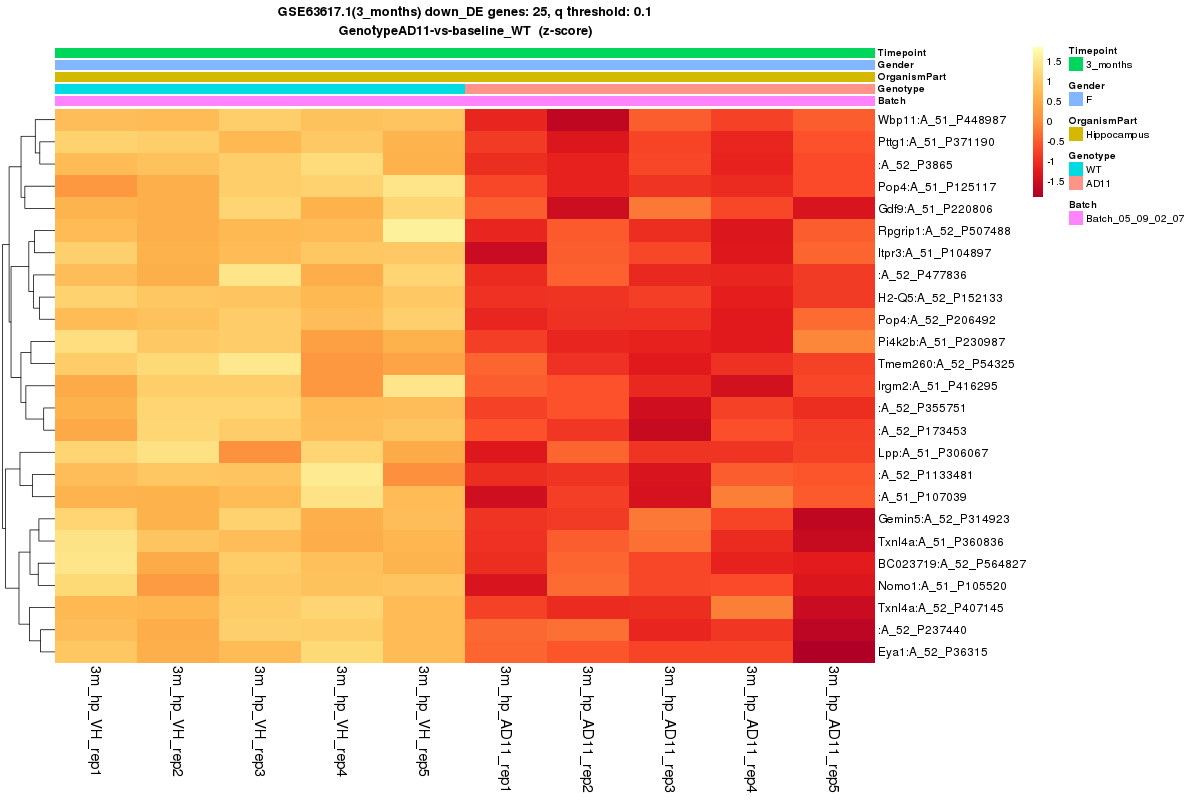 GSE63617.1(3_months) down_DE genes: 25, q threshold: 0.1
GenotypeAD11-vs-baseline_WT (z-score)
Timepoint
Gender
OrganismPart
Genotype
Batch
Wbp11:A_51_P448987
Pttg1:A_51_P371190
:A_52_P3865
Pop4:A_51_P125117
Gdf9:A_51_P220806
Rpgrip1:A_52_P507488
Itpr3:A_51_P104897
:A_52_P477836
H2-Q5:A_52_P152133
Pop4:A_52_P206492
Pi4k2b:A_51_P230987
Tmem260:A_52_P54325
Irgm2:A_51_P416295
:A_52_P355751
:A_52_P173453
Lpp:A_51_P306067
:A_52_P1133481
:A_51_P107039
Gemin5:A_52_P314923
Txnl4a:A_51_P360836
BC023719:A_52_P564827
Nomo1:A_51_P105520
Txnl4a:A_52_P407145
:A_52_P237440
Eya1:A_52_P36315
3m_hp_VH_rep1
3m_hp_VH_rep2
3m_hp_VH_rep3
3m_hp_VH_rep4
3m_hp_VH_rep5
3m_hp_AD11_rep1
3m_hp_AD11_rep2
3m_hp_AD11_rep3
3m_hp_AD11_rep4
3m_hp_AD11_rep5
1.5
1
0.5
0
-0.5
-1
-1.5
Timepoint
3_months
Gender
F
OrganismPart
Hippocampus
Genotype
WT
AD11
Batch
Batch_05_09_02_07